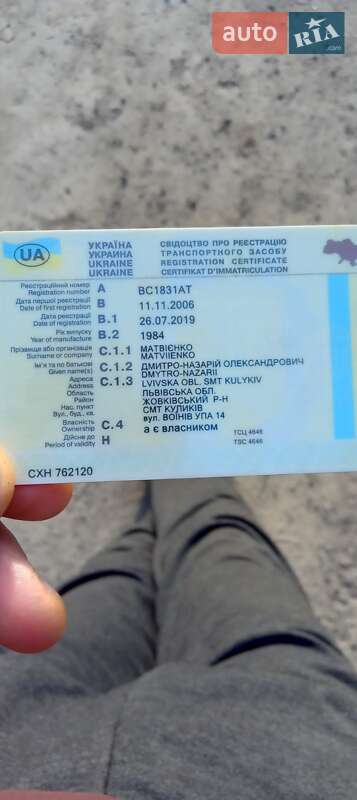 auto RIA .com
УКРАЇНА СВІДОЦТВО ПРО РЕЄСТРАЦІЮ
УКРАИНА ТРАНСПОРТНОГО ЗАСОБУ
UA UKRAINE REGISTRATION CERTIFICATE
UKRAINE CERTIFIKAT D'IMMATRICULATION
Реєстраційний номер A BC1831AT
Registration number
Дата першої реєстрації B 11.11.2006
Date of first registration
Дата реєстрації B.1 26.07.2019
Date of registration
Рік випуску B.2 1984
Year of manufacture
Прізвище або організація C.1.1 МАТВІЄНКО
Surname or company MATVIIENKO
Ім'я та по батькові C.1.2 ДМИТРО-НАЗАРІЙ ОЛЕКСАНДРОВИЧ
Given name(s) DMYTRO-NAZARII
Адреса C.1.3 LVIVSKA OBL. SMT KULYKIV
Address
Область ЛЬВІВСЬКА ОБЛ.
Район ЖОВКІВСЬКИЙ Р-Н
Нас. пункт СМТ КУЛИКІВ
Вул., буд., кв. вул. ВОЇНІВ УПА 14
Власність C.4 а є власником
Ownership
Дійсне до H ТСЦ 4646
Period of validity TSC 4646
CXH 762120